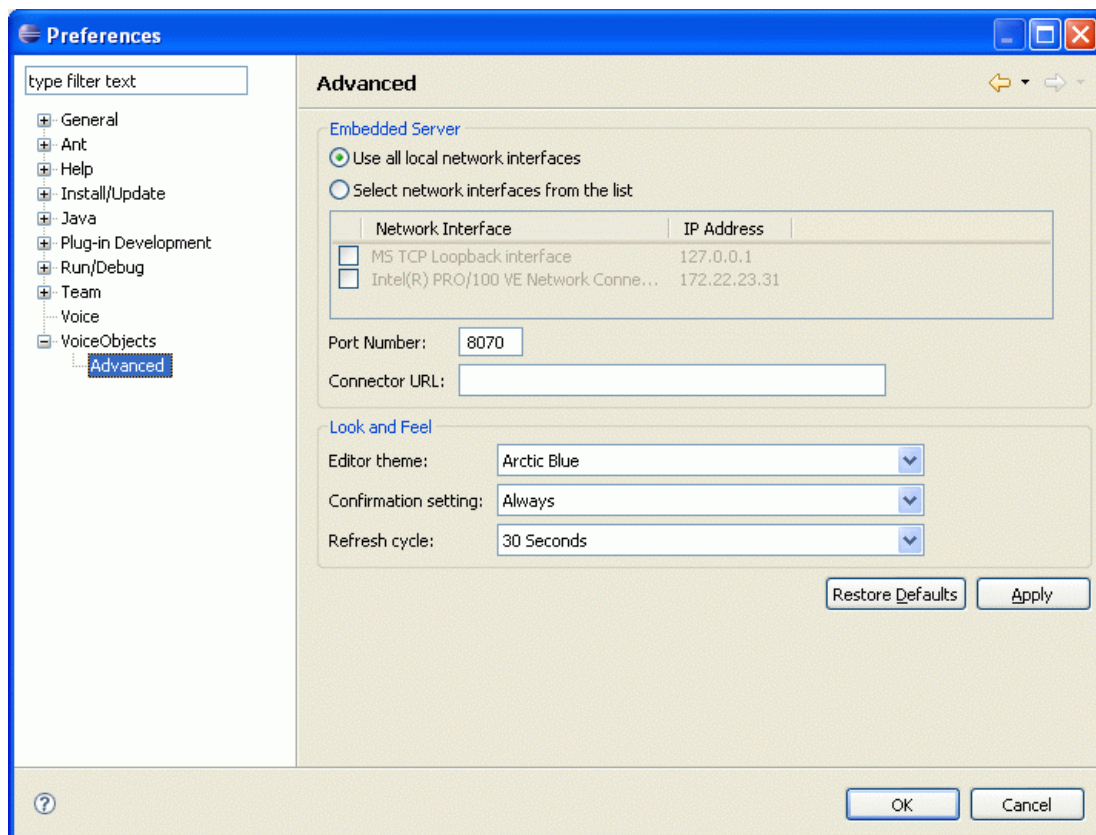 Preferences
type filter text
General
Ant
Help
Install/Update
Java
Plug-in Development
Run/Debug
Team
Voice
VoiceObjects
Advanced
Advanced
Embedded Server
Use all local network interfaces
Select network interfaces from the list
Network Interface IP Address
MS TCP Loopback interface 127.0.0.1
Intel(R) PRO/100 VE Network Conne... 172.22.23.31
Port Number: 8070
Connector URL:
Look and Feel
Editor theme: Arctic Blue
Confirmation setting: Always
Refresh cycle: 30 Seconds
Restore Defaults Apply
? OK Cancel